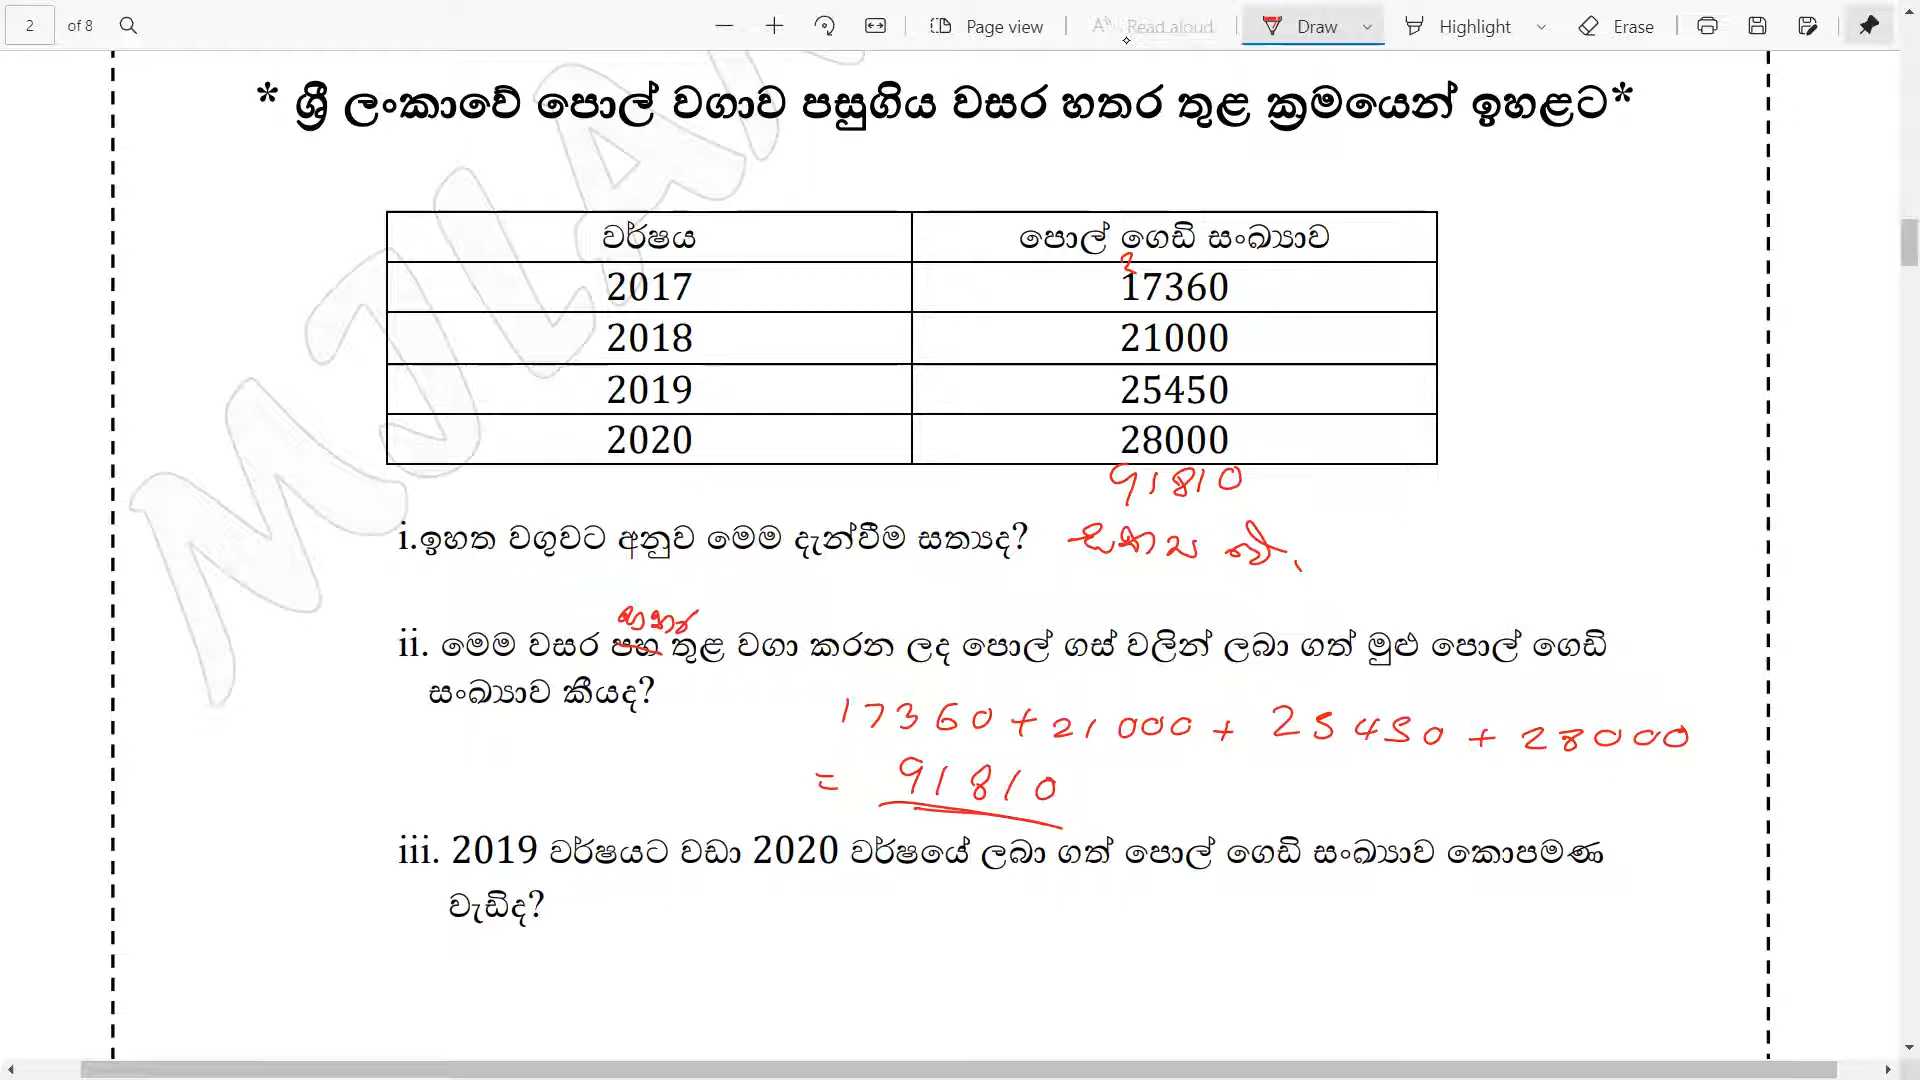 2 of 8 Page view Read aloud Draw Highlight Erase
* ශ්‍රී ලංකාවේ පොල් වගාව පසුගිය වසර හතර තුළ ක්‍රමයෙන් ඉහළට*
වර්ෂය පොල් ගෙඩි සංඛ්‍යාව
2
2017 17360
2018 21000
2019 25450
2020 28000
91810
i.ඉහත වගුවට අනුව මෙම දැන්වීම සත්‍යද? සත්‍ය වේ.
හතර
ii. මෙම වසර පහ තුළ වගා කරන ලද පොල් ගස් වලින් ලබා ගත් මුළු පොල් ගෙඩි
සංඛ්‍යාව කීයද?
17360 + 21000 + 25450 + 28000
= 91810
iii. 2019 වර්ෂයට වඩා 2020 වර්ෂයේ ලබා ගත් පොල් ගෙඩි සංඛ්‍යාව කොපමණ
වැඩිද?